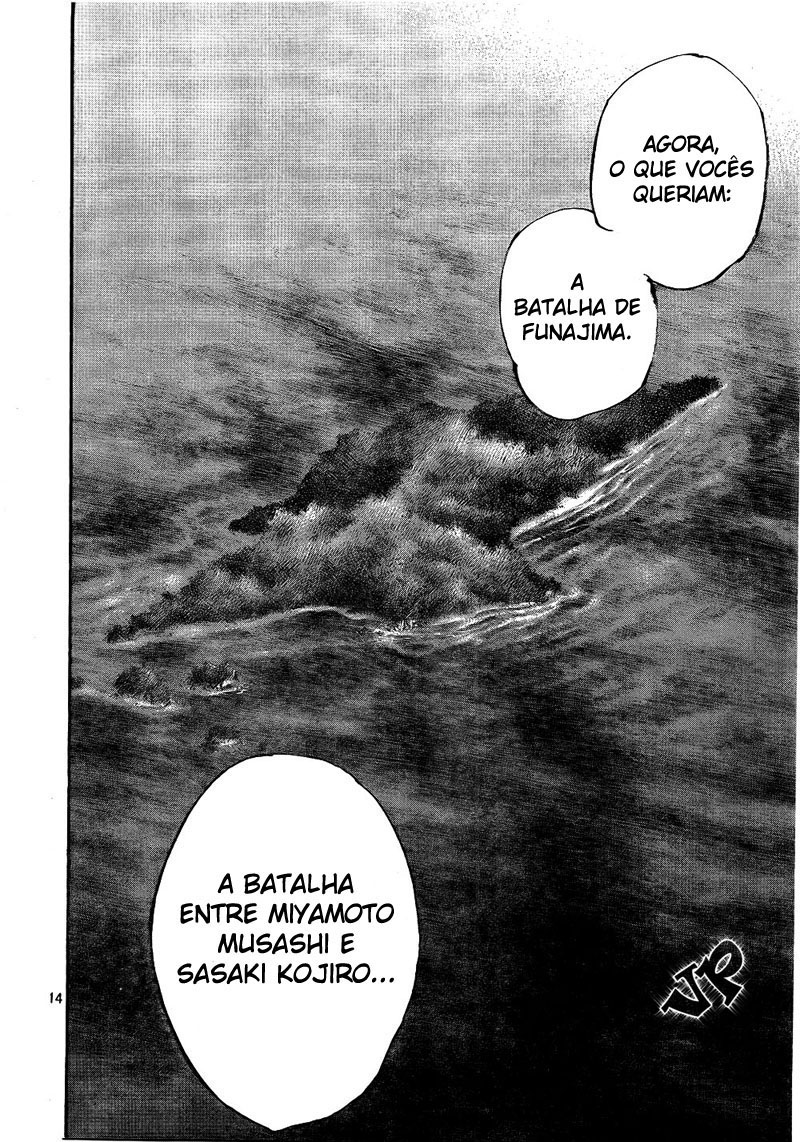 AGORA,
O QUE VOCÊS
QUERIAM:
A
BATALHA DE
FUNAJIMA.
A BATALHA
ENTRE MIYAMOTO
MUSASHI E
SASAKI KOJIRO...
14
JR